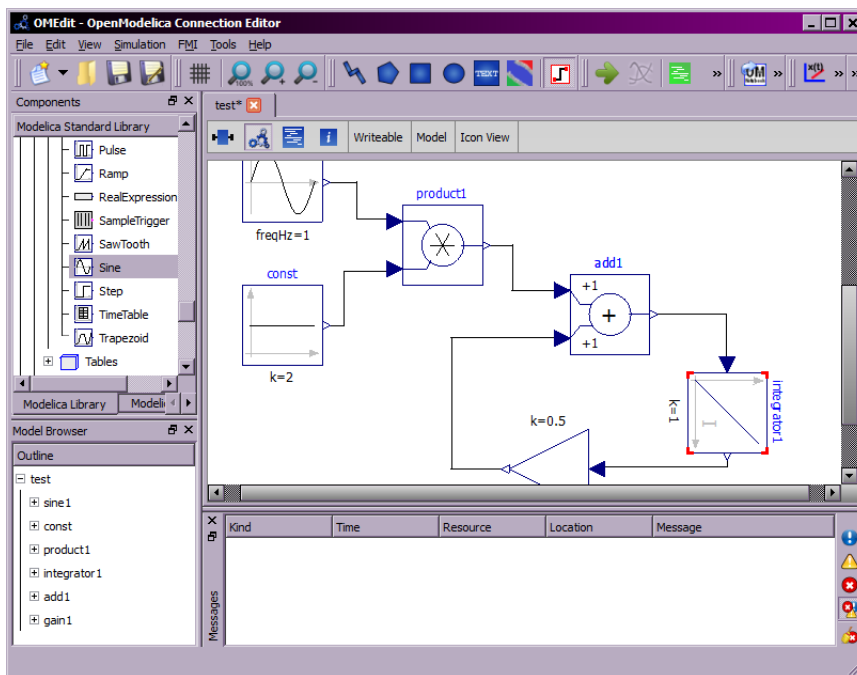 OMEdit - OpenModelica Connection Editor
File Edit View Simulation FMI Tools Help
100% TEXT » OM » x(t) » »
Components
Modelica Standard Library
Pulse
Ramp
RealExpression
SampleTrigger
SawTooth
Sine
Step
TimeTable
Trapezoid
Tables
Modelica Library Modeli
Model Browser
Outline
test
sine1
const
product1
integrator1
add1
gain1
test*
i Writeable Model Icon View
freqHz=1
product1
const
k=2
add1
+1
+
+1
integrator1
I
k=1
k=0.5
Messages
Kind Time Resource Location Message